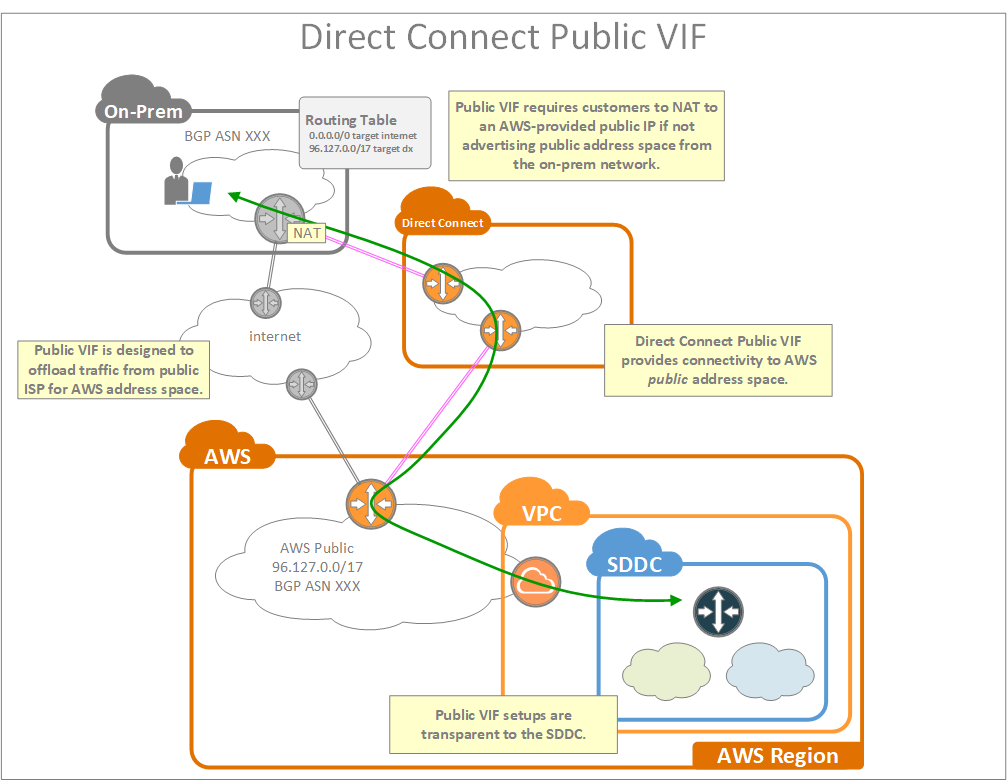 Direct Connect Public VIF
On-Prem
BGP ASN XXX
Routing Table
0.0.0.0/0 target internet
96.127.0.0/17 target dx
Public VIF requires customers to NAT to
an AWS-provided public IP if not
advertising public address space from
the on-prem network.
NAT
Direct Connect
internet
Public VIF is designed to
offload traffic from public
ISP for AWS address space.
Direct Connect Public VIF
provides connectivity to AWS
public address space.
AWS
VPC
SDDC
AWS Public
96.127.0.0/17
BGP ASN XXX
Public VIF setups are
transparent to the SDDC.
AWS Region